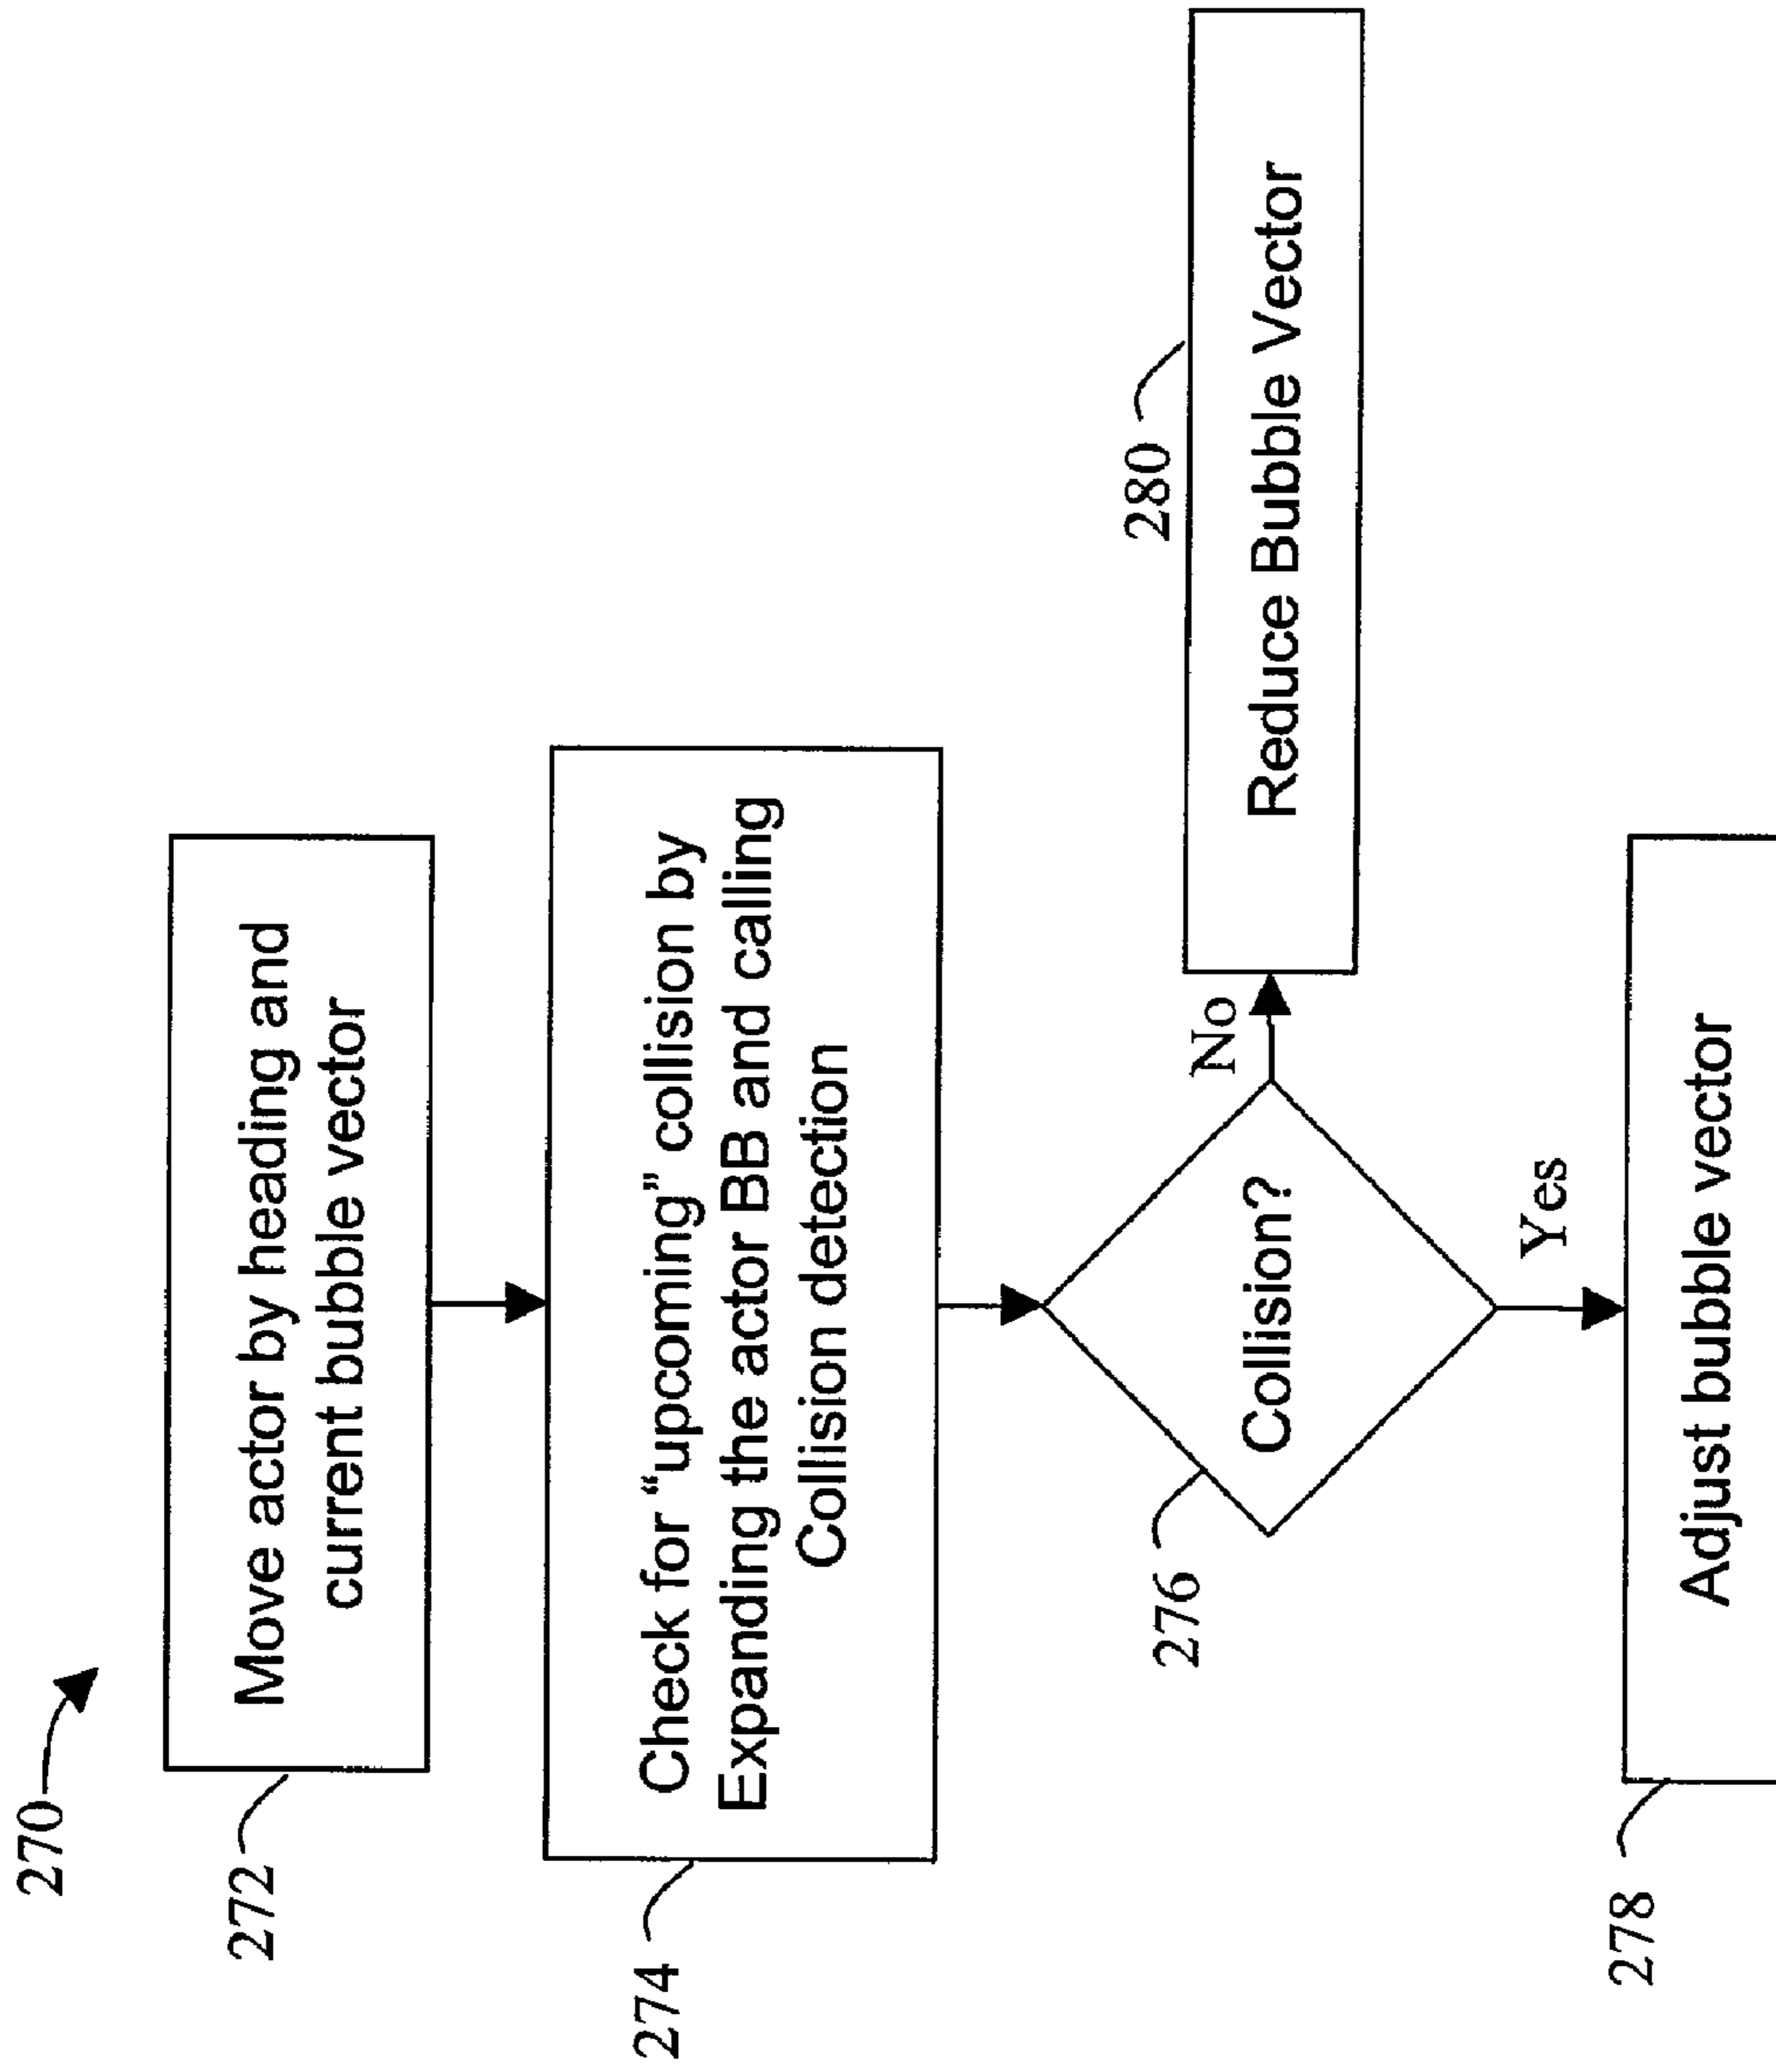 270
272
Move actor by heading and
current bubble vector
274
Check for “upcoming” collision by
Expanding the actor BB and calling
Collision detection
276
Collision?
No
280
Reduce Bubble Vector
Yes
278
Adjust bubble vector